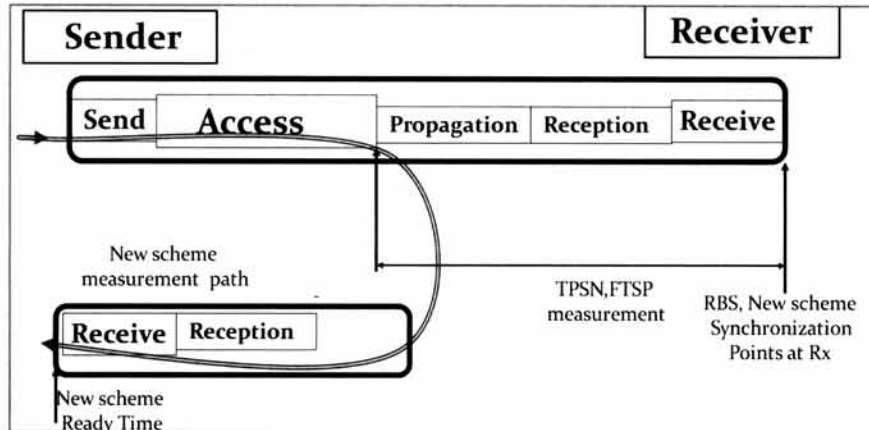 Sender
Receiver
Send
Access
Propagation
Reception
Receive
New scheme
measurement path
TPSN,FTSP
measurement
RBS, New scheme
Synchronization
Points at Rx
Receive
Reception
New scheme
Ready Time